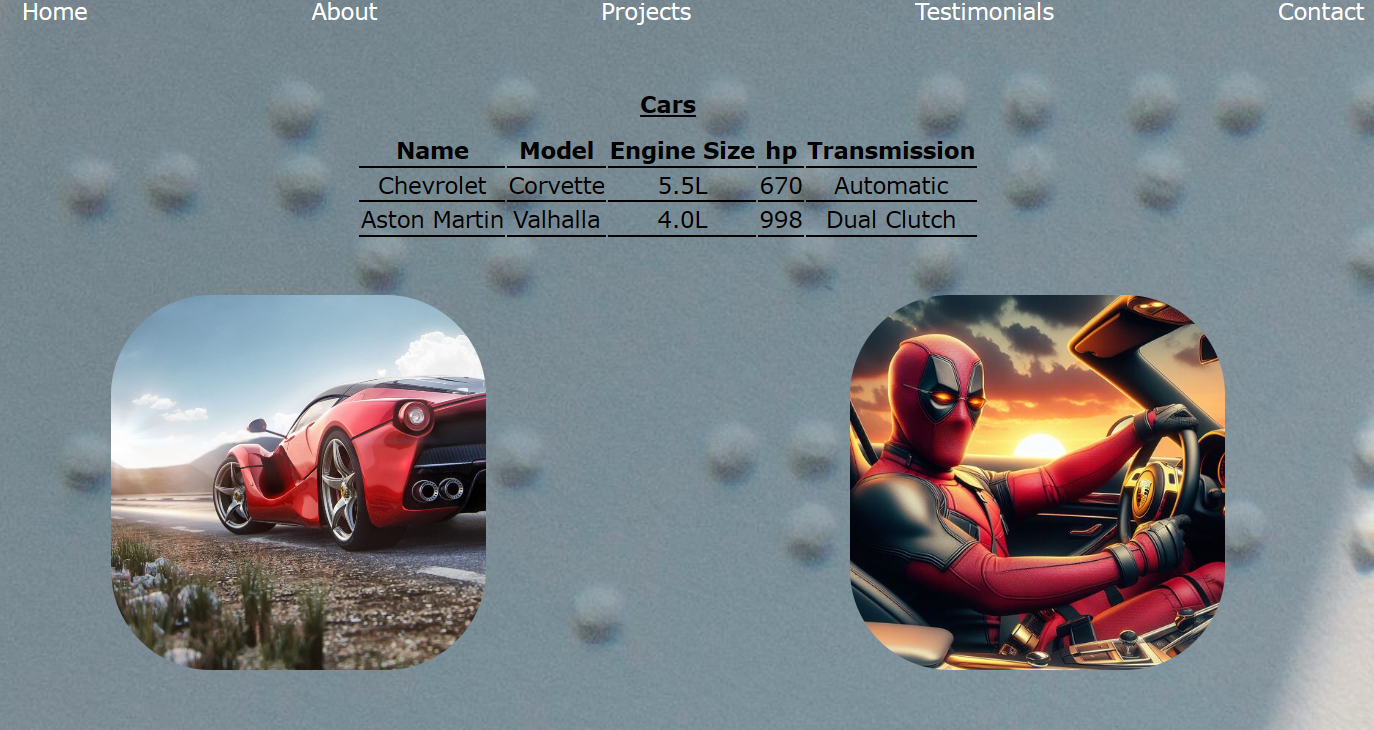 Home About Projects Testimonials Contact
Cars
Name Model Engine Size hp Transmission
Chevrolet Corvette 5.5L 670 Automatic
Aston Martin Valhalla 4.0L 998 Dual Clutch